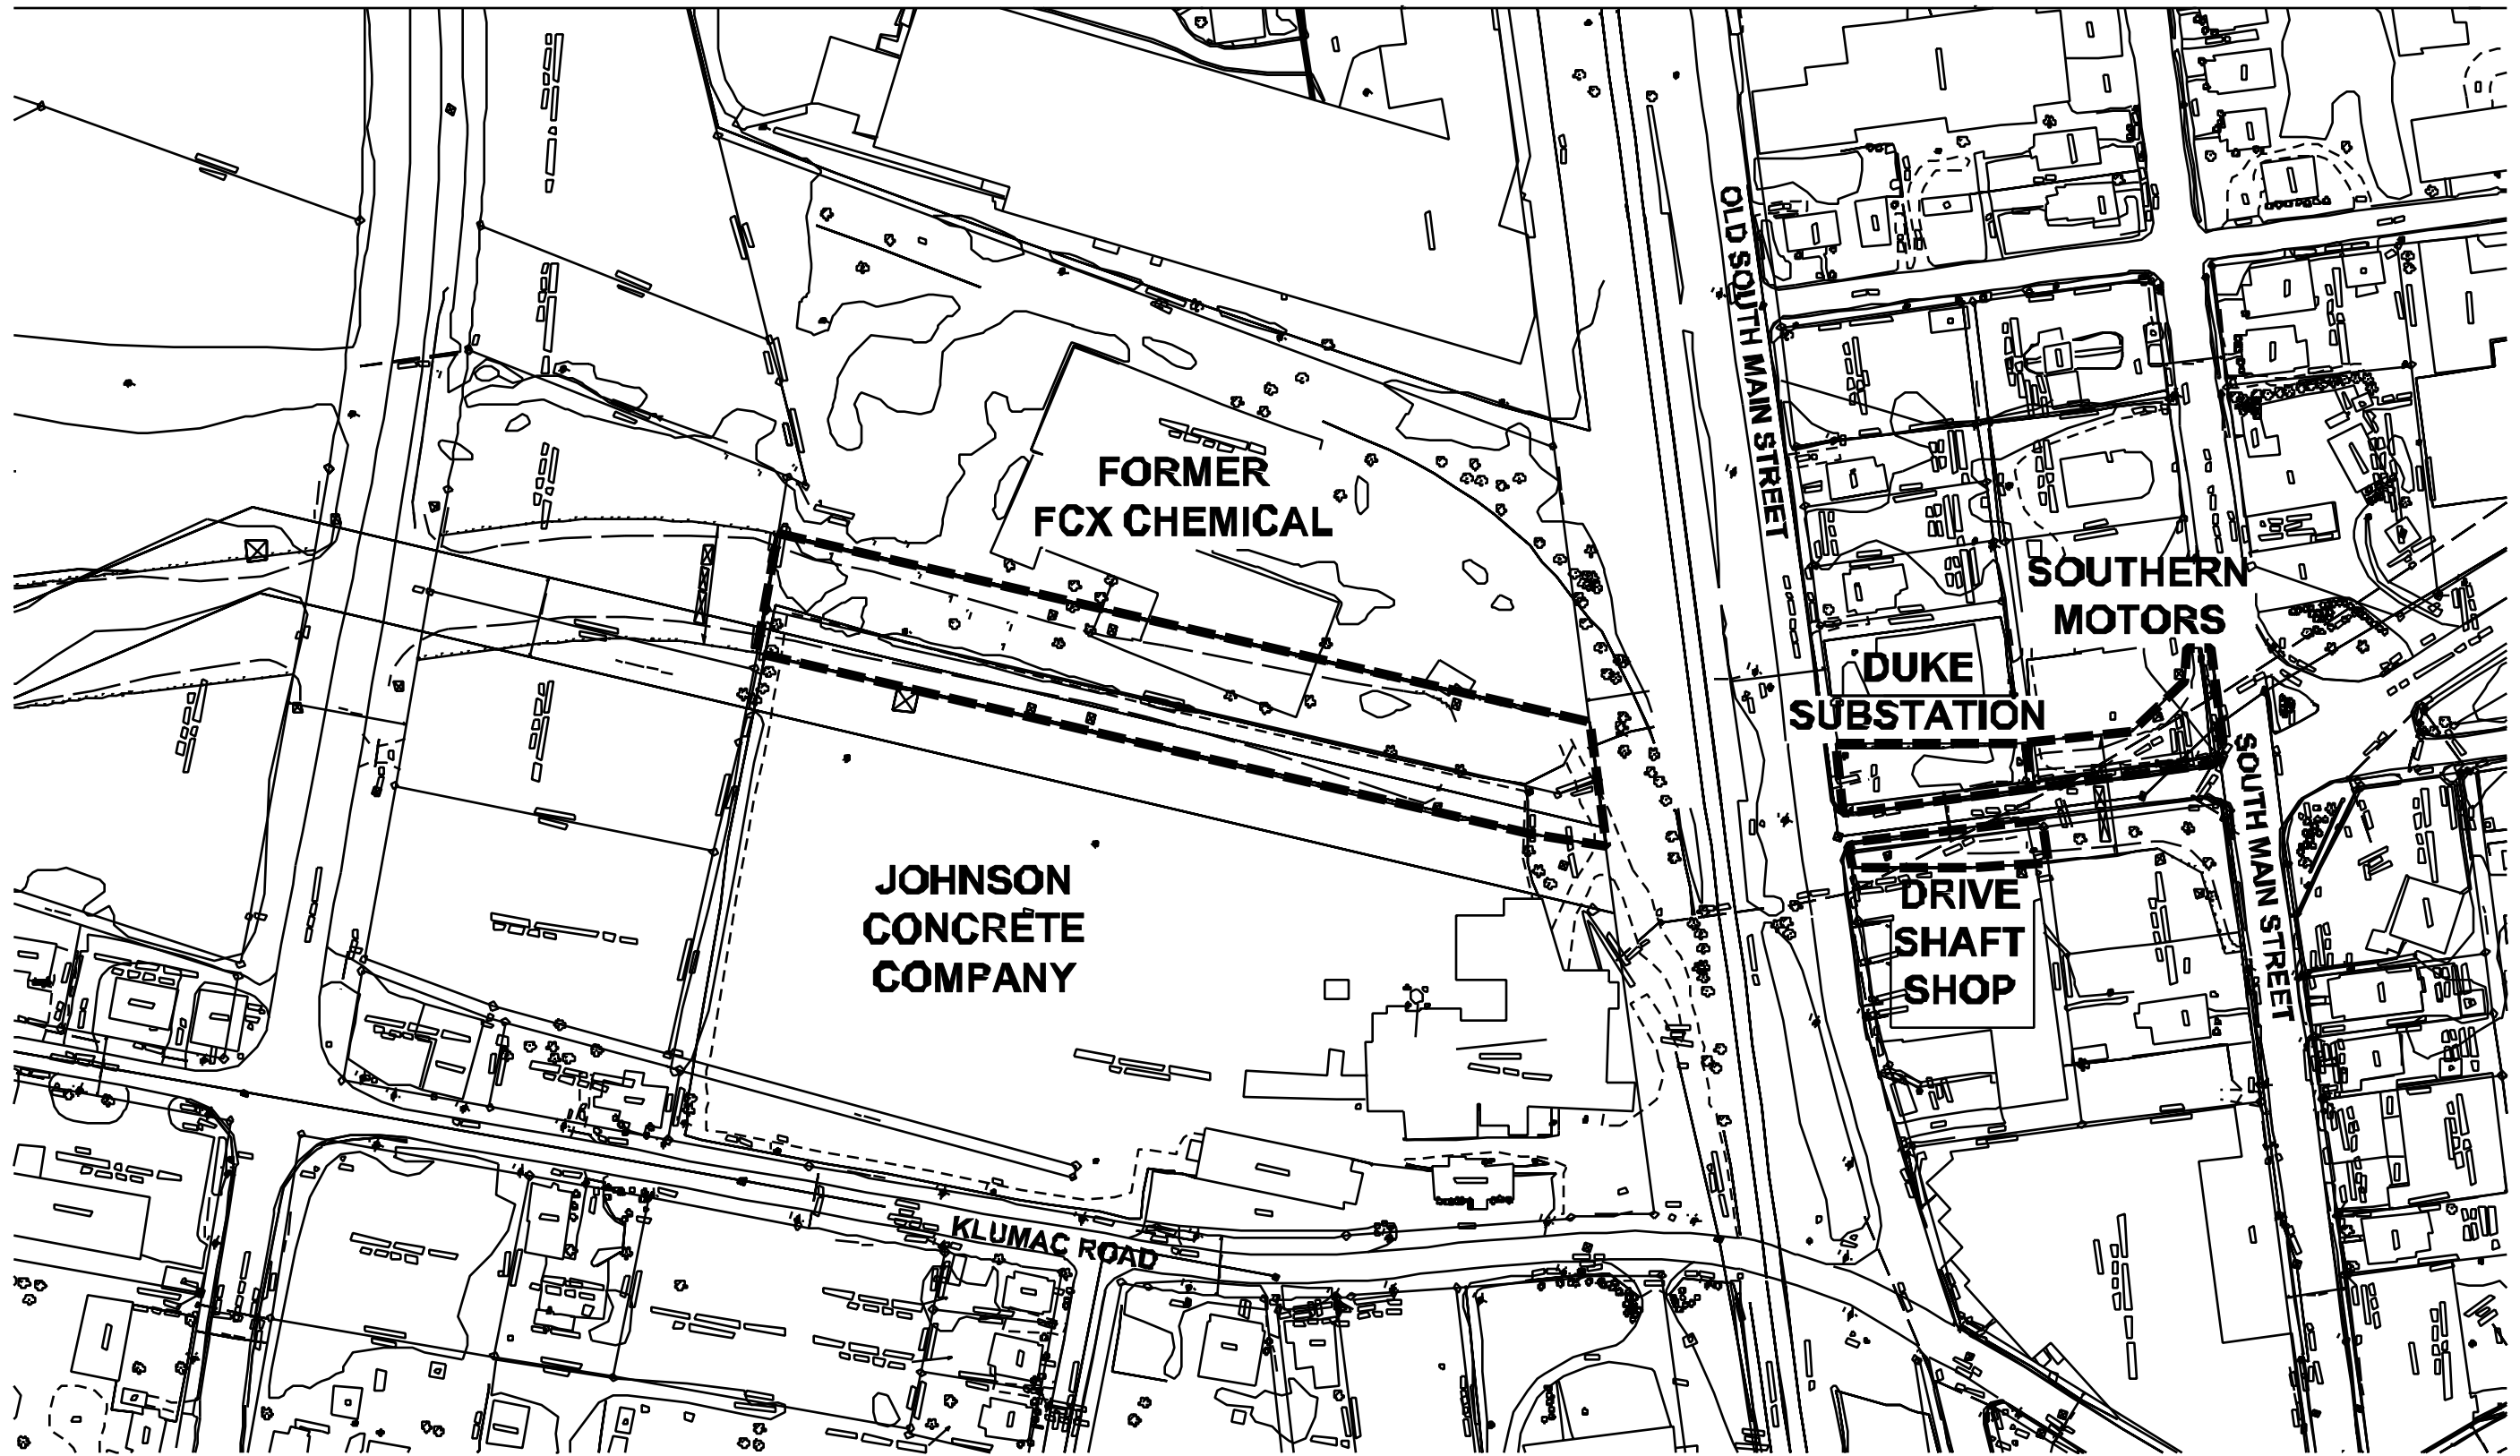 OLD SOUTH MAIN STREET
FORMER
FCX CHEMICAL
SOUTHERN
MOTORS
DUKE
SUBSTATION
SOUTH MAIN STREET
JOHNSON
CONCRETE
COMPANY
DRIVE
SHAFT
SHOP
KLUMAC ROAD